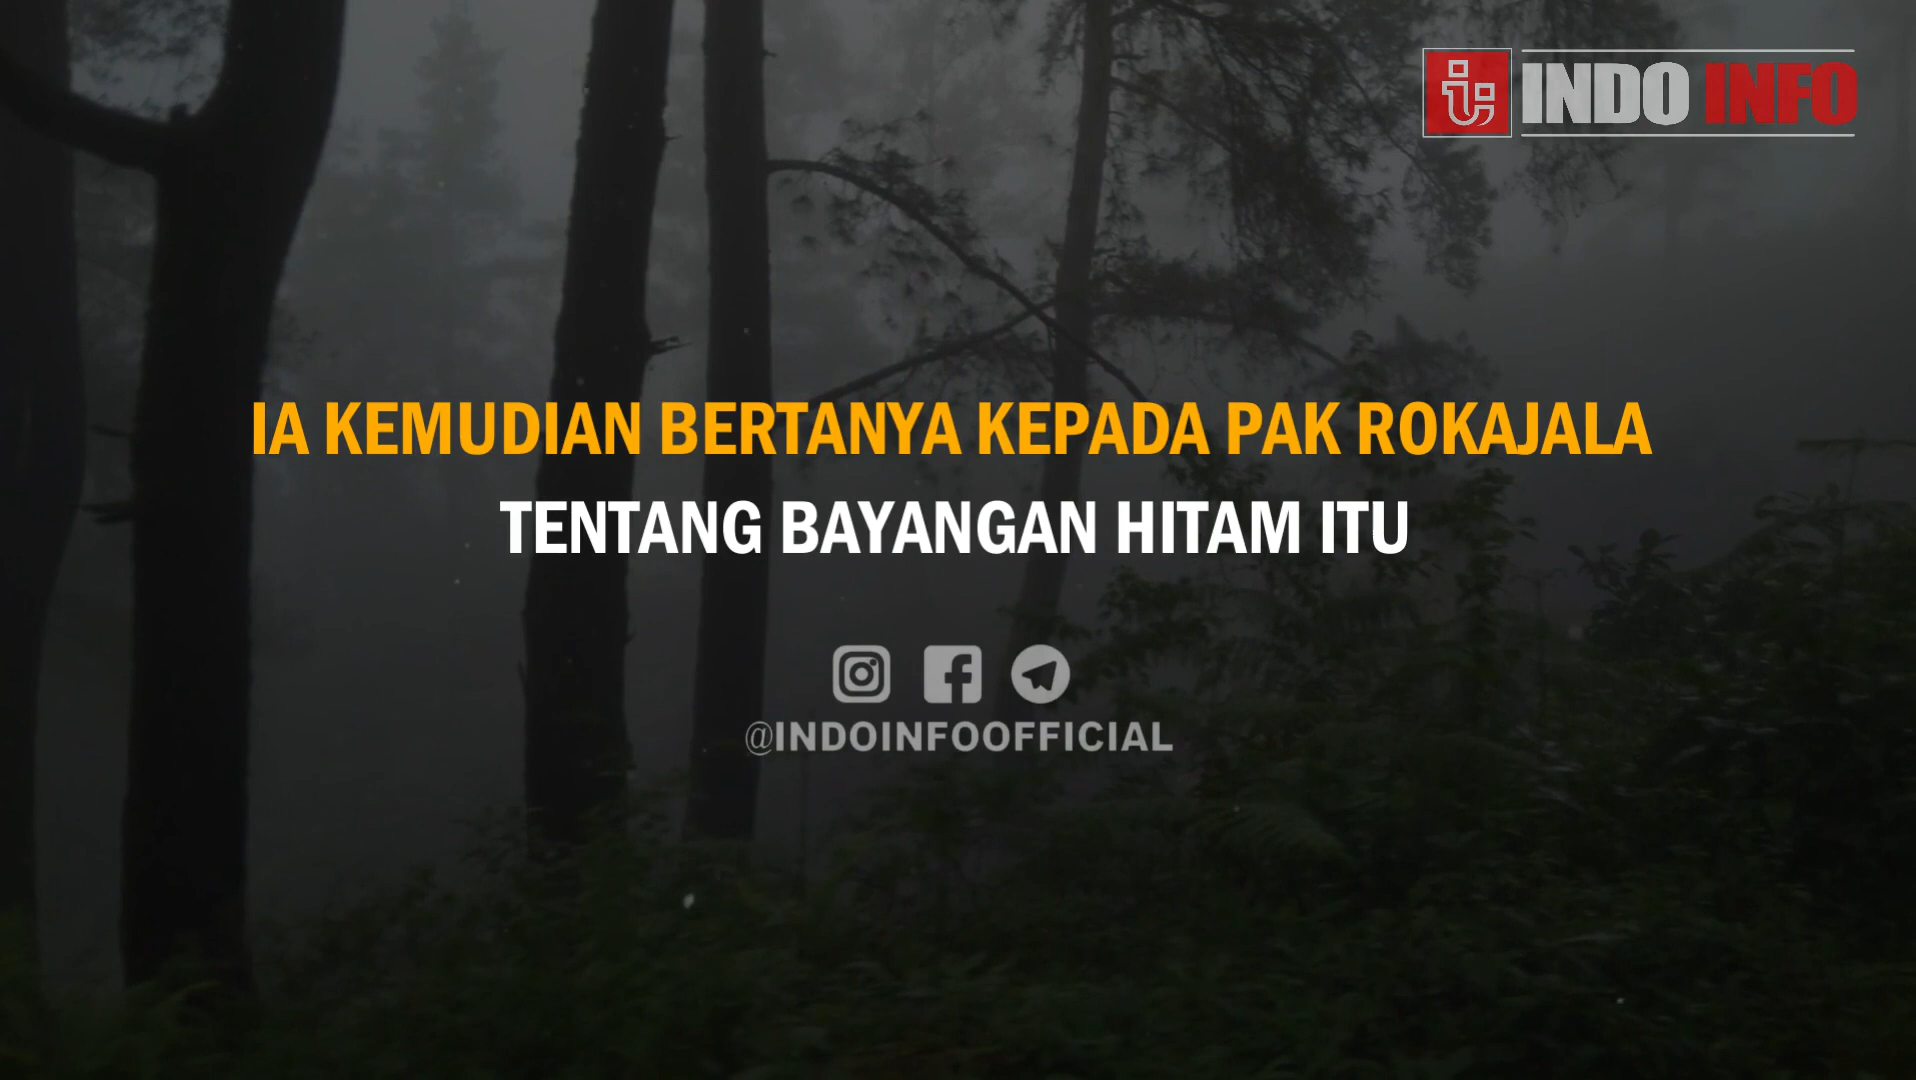 INDO INFO
IA KEMUDIAN BERTANYA KEPADA PAK ROKAJALA
TENTANG BAYANGAN HITAM ITU
@INDOINFOOFFICIAL